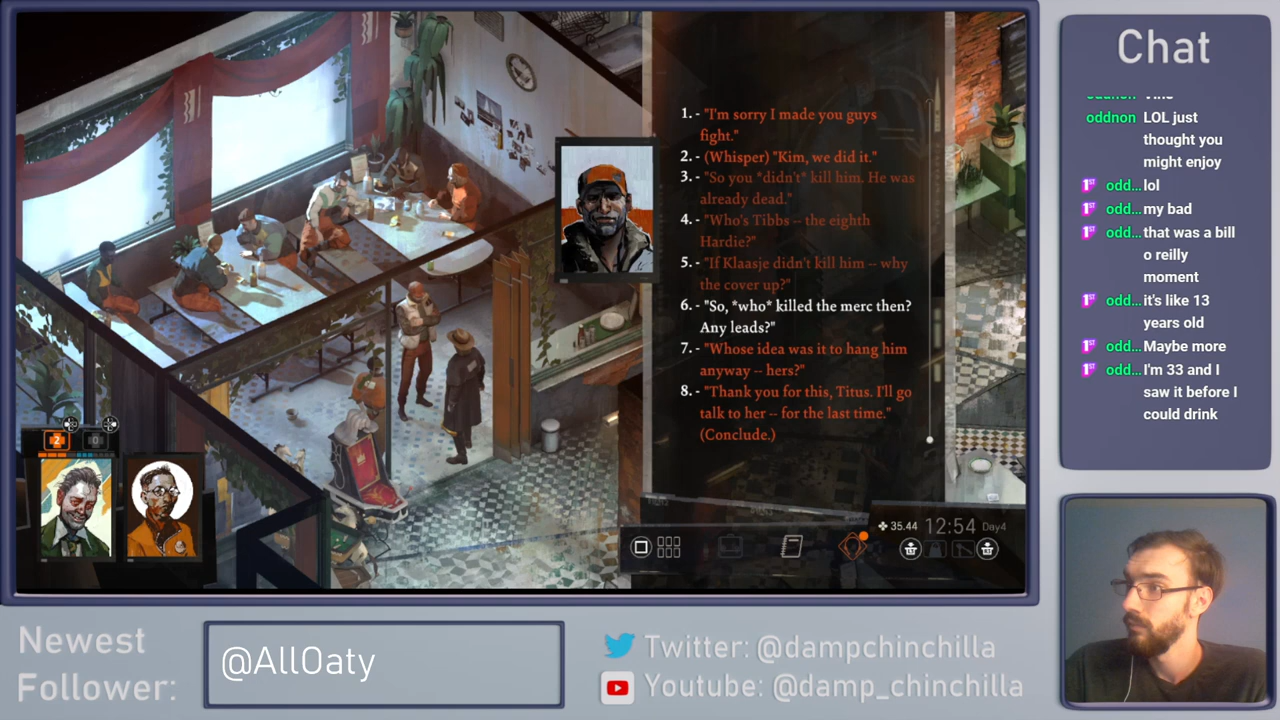 1. - "I'm sorry I made you guys
fight."
2. - (Whisper) "Kim, we did it."
3. - "So you *didn't* kill him. He was
already dead."
4. - "Who's Tibbs -- the eighth
Hardie?"
5. - "If Klaasje didn't kill him -- why
the cover up?"
6. - "So, *who* killed the merc then?
Any leads?"
7. - "Whose idea was it to hang him
anyway -- hers?"
8. - "Thank you for this, Titus. I'll go
talk to her -- for the last time."
(Conclude.)
2 0
35.44 12:54 Day4
Chat
oddnon LOL just
thought you
might enjoy
1ST odd... lol
1ST odd... my bad
1ST odd... that was a bill
o reilly
moment
1ST odd... it's like 13
years old
1ST odd... Maybe more
1ST odd... I'm 33 and I
saw it before I
could drink
Newest
Follower:
@AllOaty
Twitter: @dampchinchilla
Youtube: @damp_chinchilla